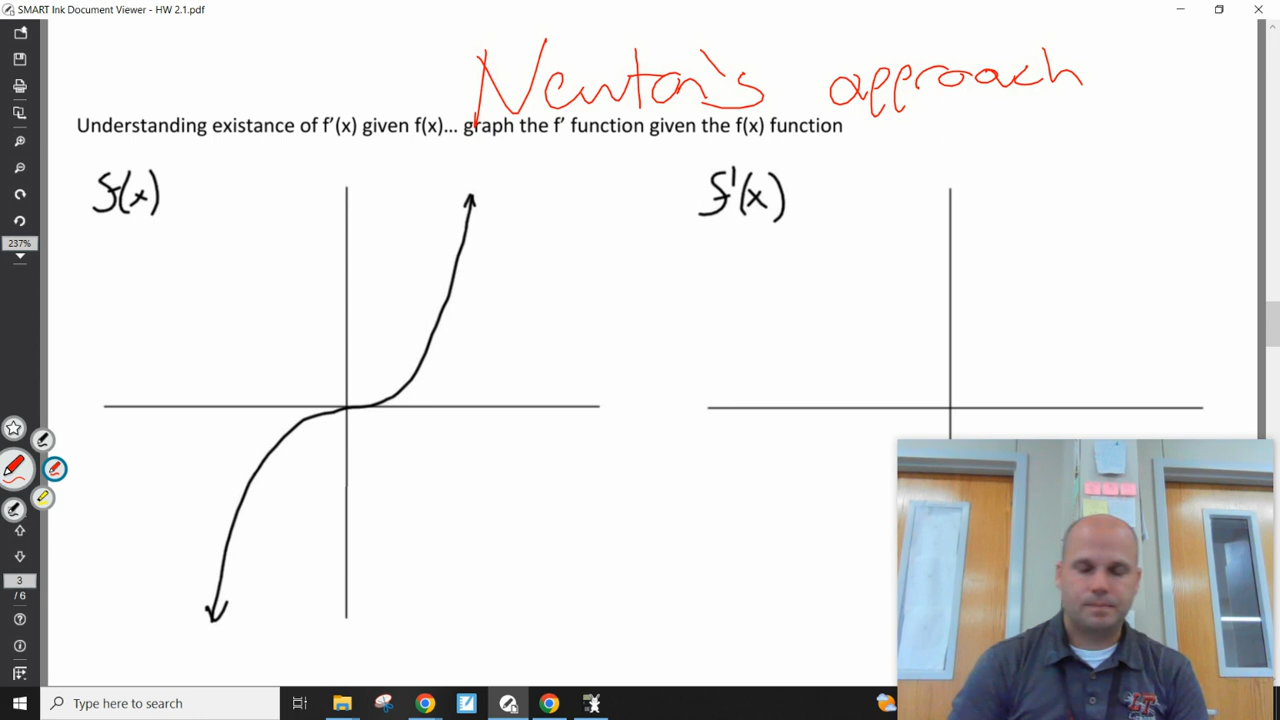 SMART Ink Document Viewer - HW 2.1.pdf
Newton's approach
Understanding existance of f'(x) given f(x)... graph the f' function given the f(x) function
f(x)
f'(x)
237%
3
/ 6
Type here to search